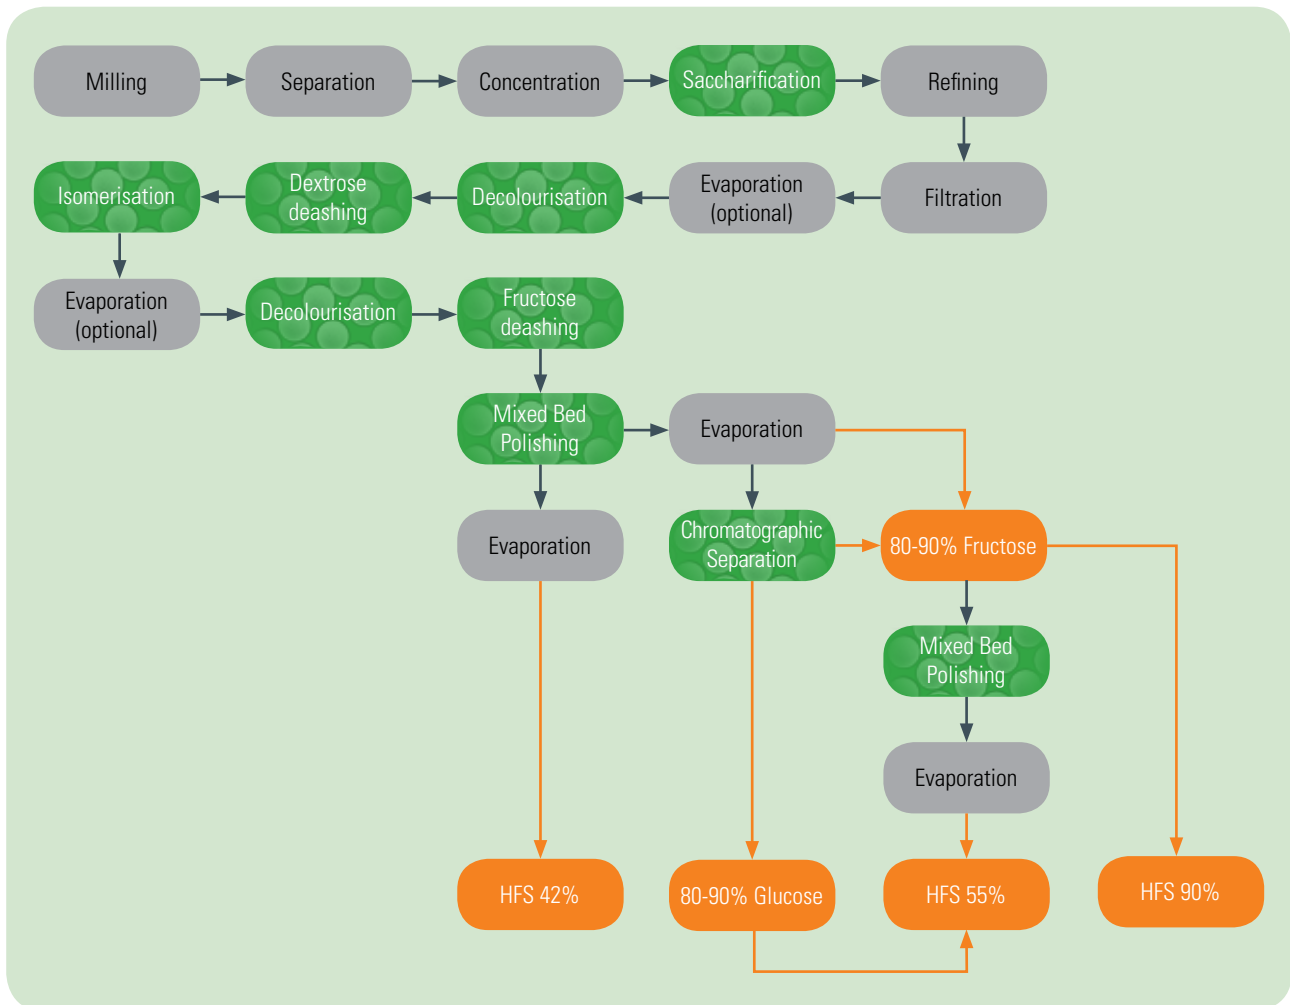 Milling
Separation
Concentration
Saccharification
Refining
Isomerisation
Dextrose
deashing
Decolourisation
Evaporation
(optional)
Filtration
Evaporation
(optional)
Decolourisation
Fructose
deashing
Mixed Bed
Polishing
Evaporation
Evaporation
Chromatographic
Separation
80-90% Fructose
Mixed Bed
Polishing
Evaporation
HFS 42%
80-90% Glucose
HFS 55%
HFS 90%